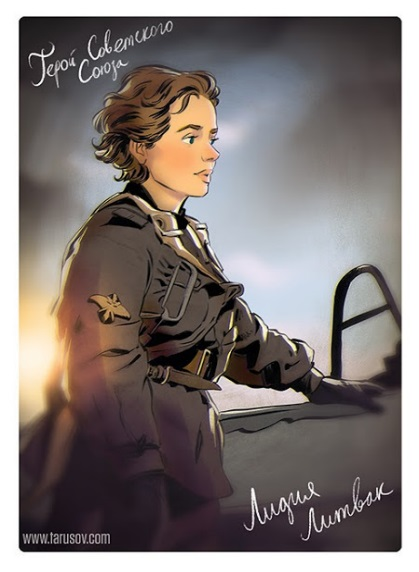 Герой Советского
Союза
Лидия
Литвак
www.tarusov.com